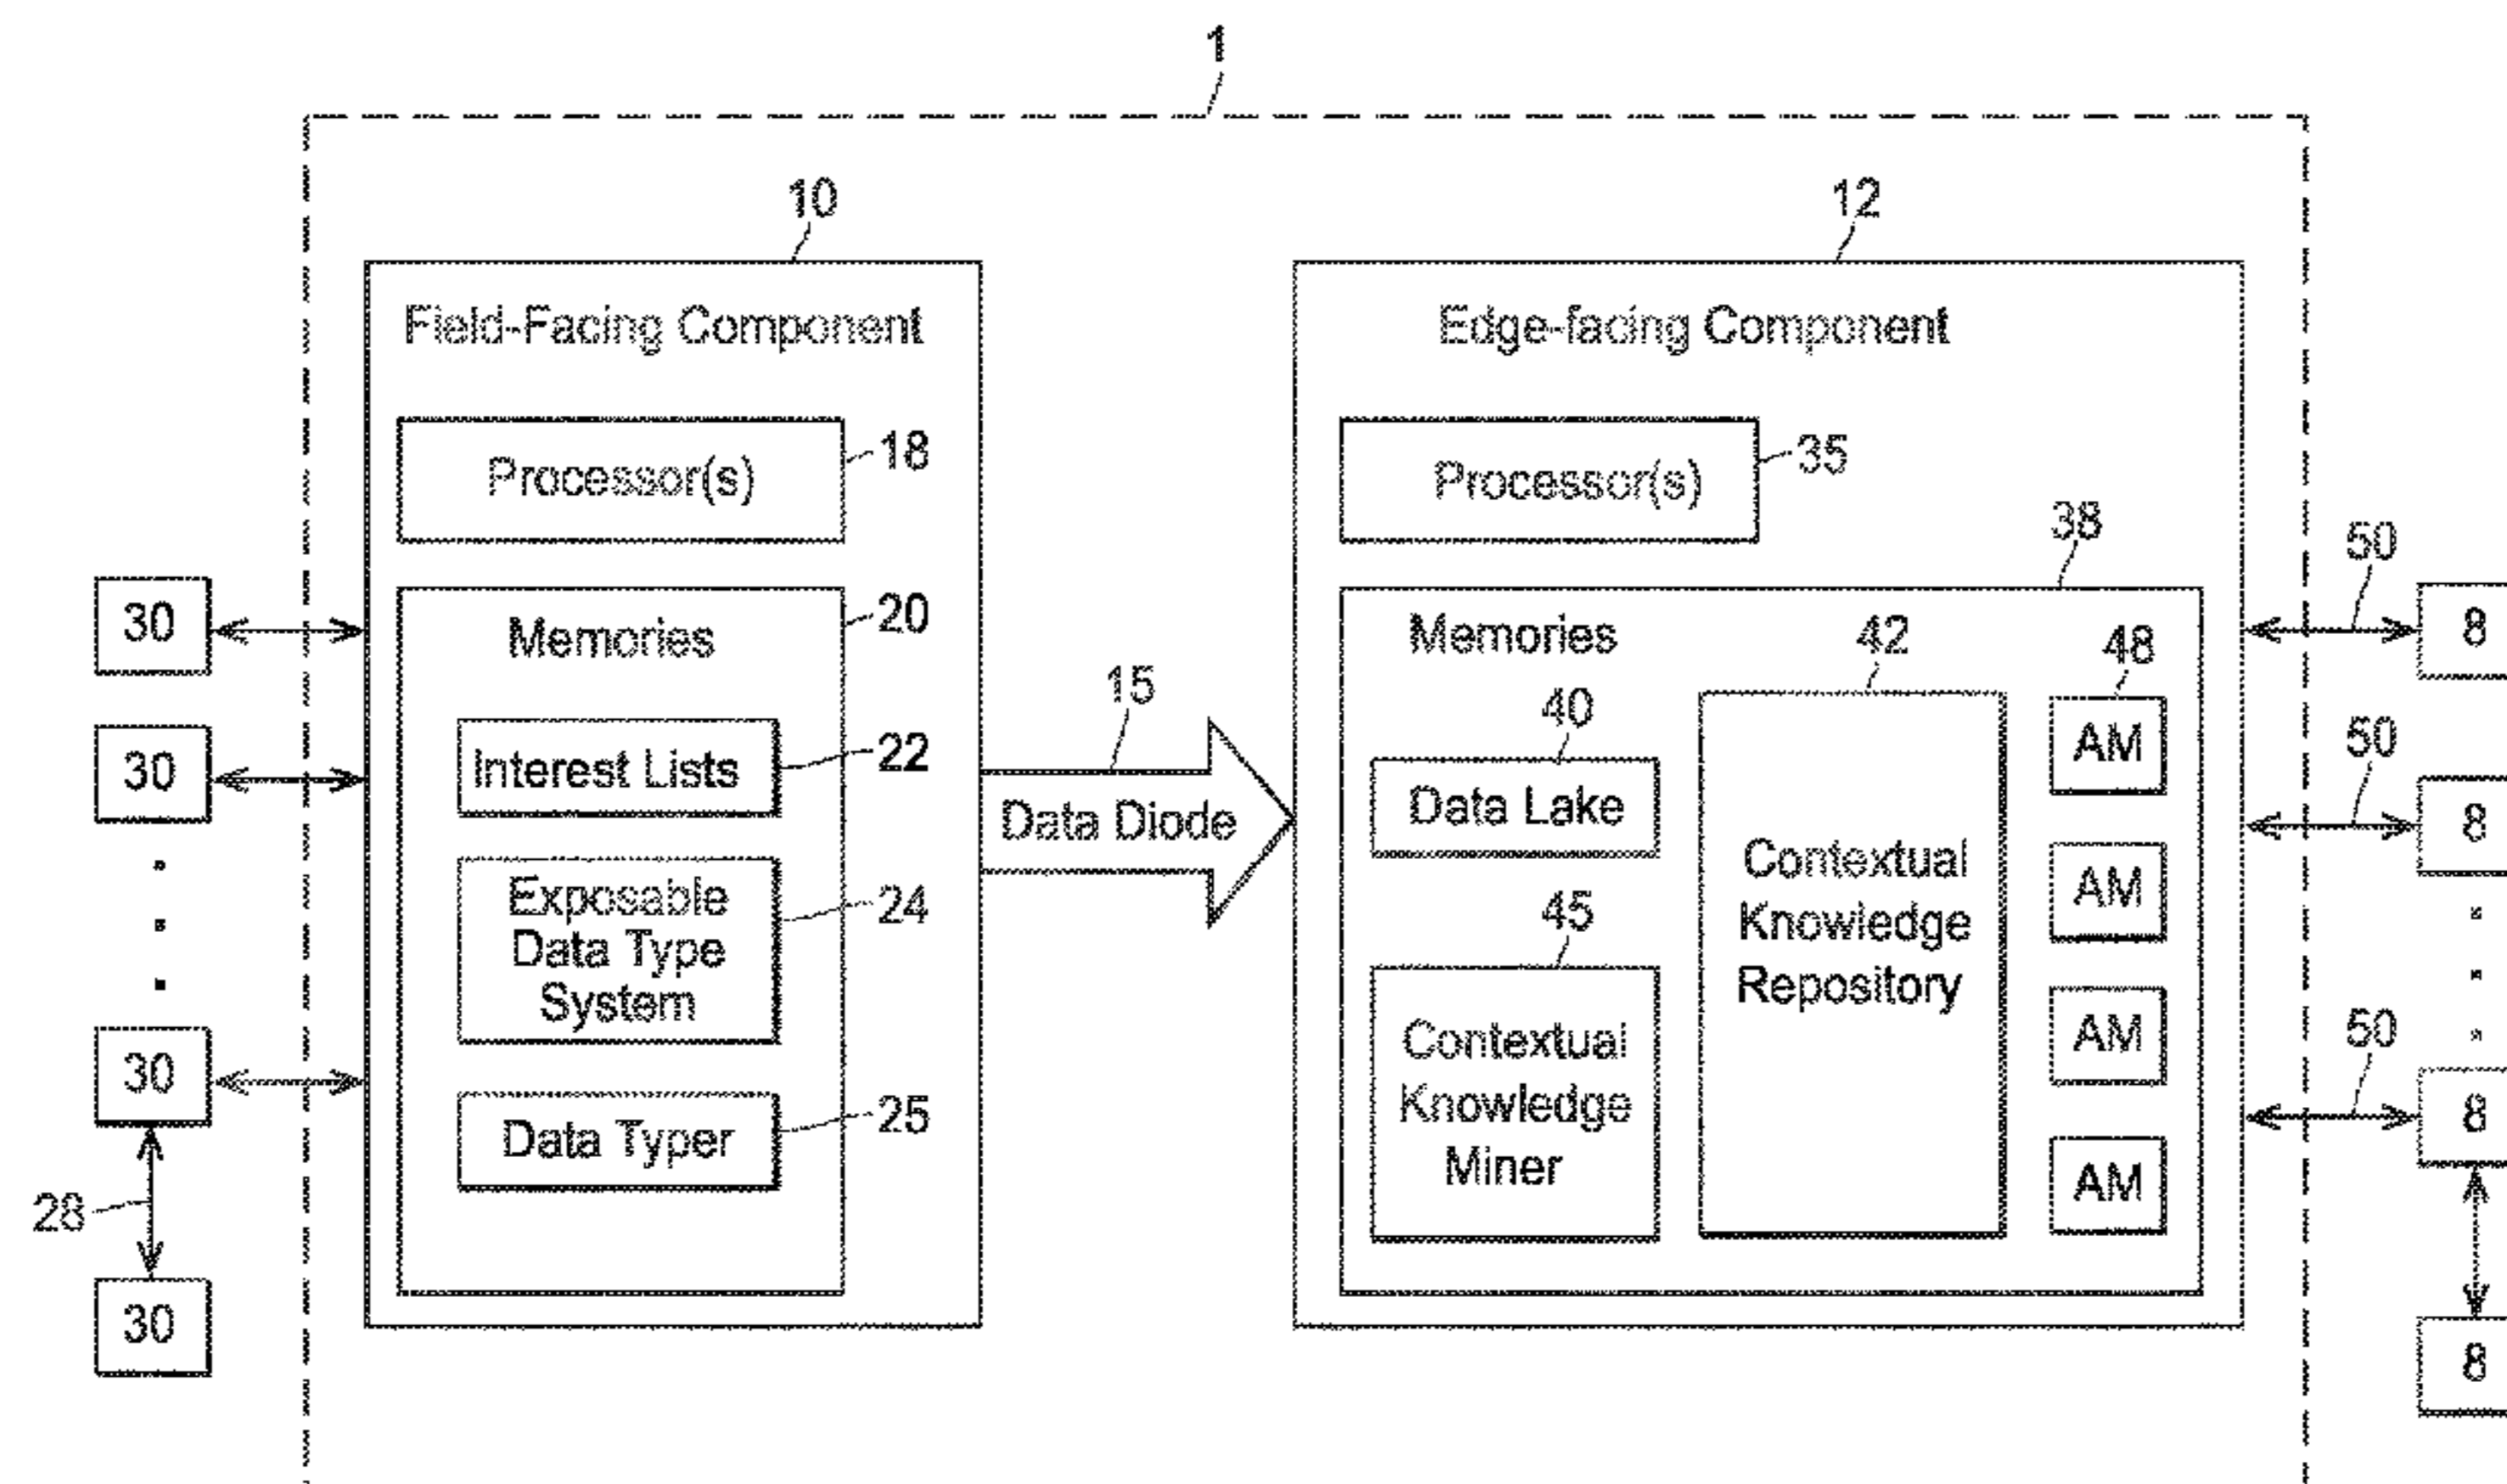 1
10
12
Field-Facing Component
Edge-facing Component
Processor(s)
18
Processor(s)
35
38
50
30
Memories
20
Memories
42
48
8
15
40
AM
50
30
Interest Lists
22
Data Diode
Data Lake
8
Exposable
Data Type
System
24
45
Contextual
Knowledge
Repository
AM
Contextual
Knowledge
Miner
AM
50
30
Data Typer
25
8
AM
28
30
8